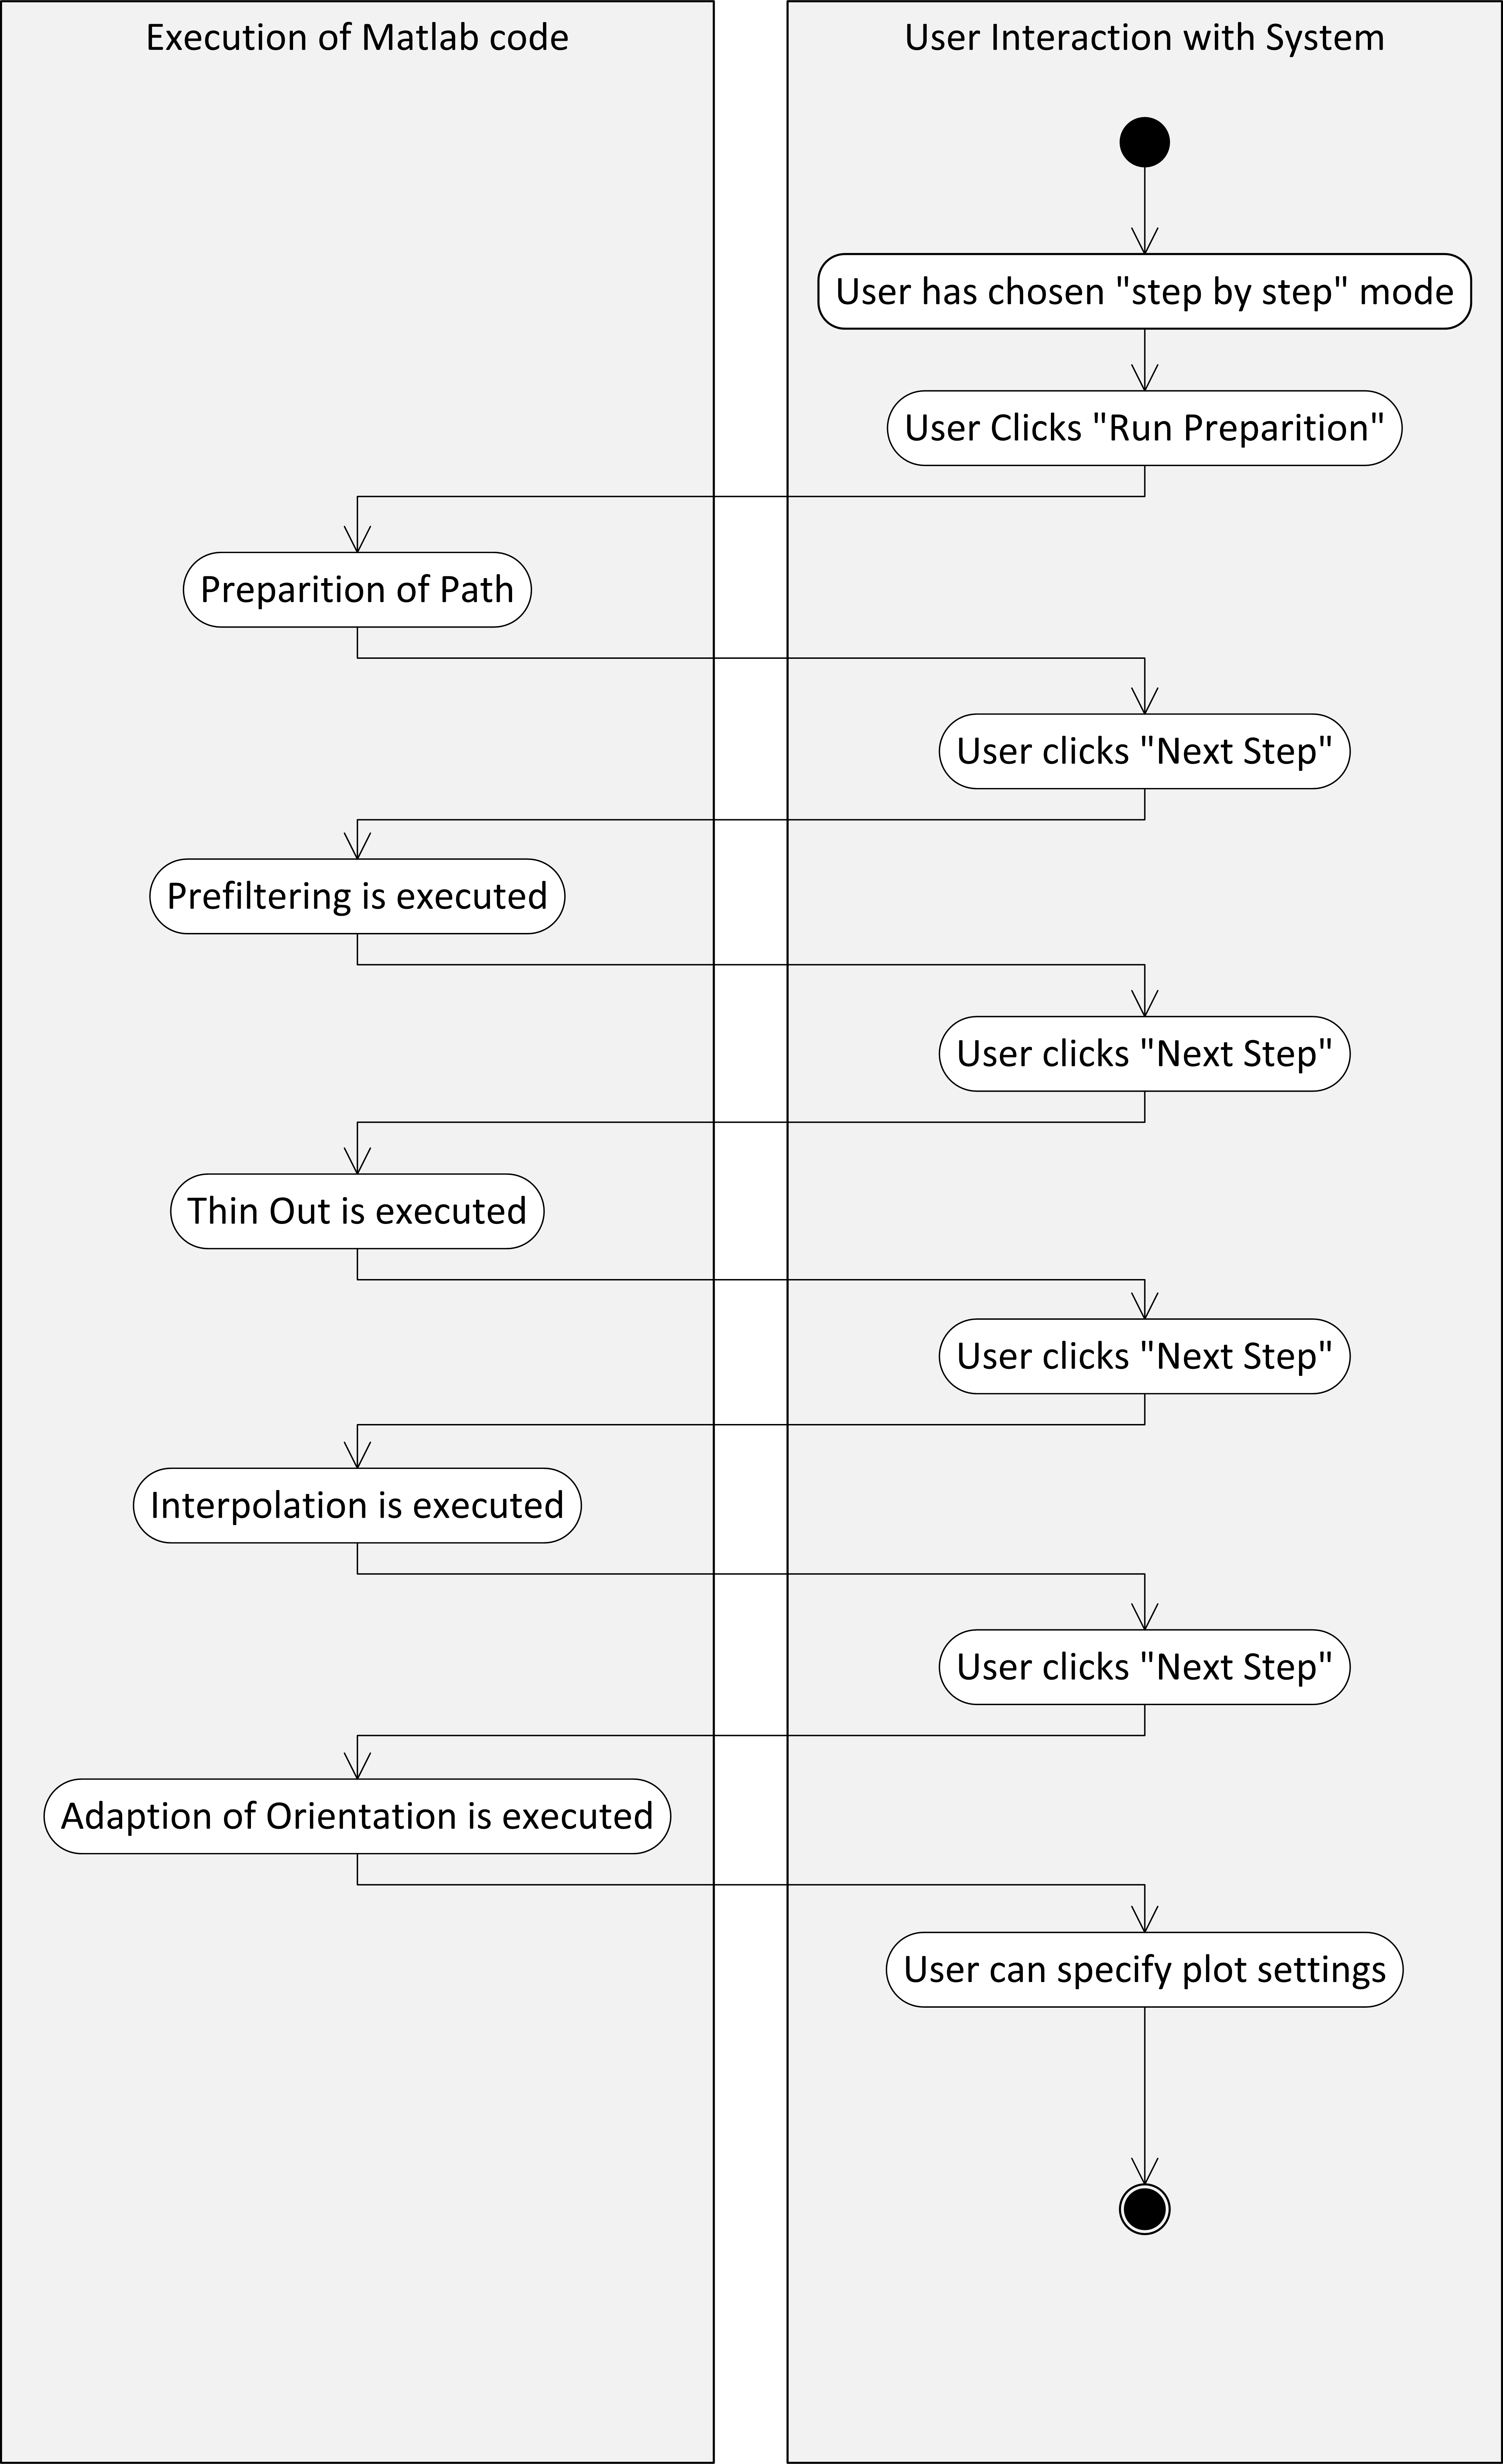 Execution of Matlab code
User Interaction with System
User has chosen "step by step" mode
User Clicks "Run Preparition"
Preparition of Path
User clicks "Next Step"
Prefiltering is executed
User clicks "Next Step"
Thin Out is executed
User clicks "Next Step"
Interpolation is executed
User clicks "Next Step"
Adaption of Orientation is executed
User can specify plot settings